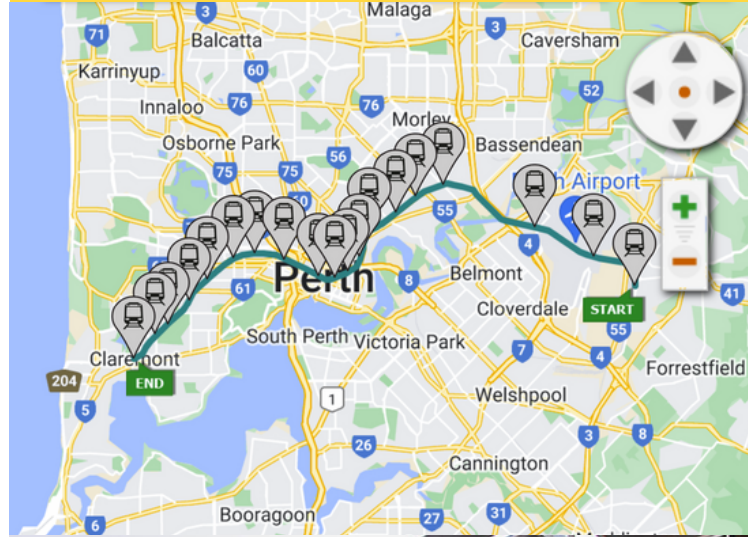 3
Malaga
71
Balcatta
3
Caversham
Karrinyup
60
52
Innaloo
76
76
Morley
Osborne Park
56
Bassendean
75
75
Airport
55
4
Perth
61
8
Belmont
41
Cloverdale
START
55
South Perth
Victoria Park
7
4
Claremont
END
204
Forrestfield
5
1
Welshpool
3
8
26
Cannington
Booragoon
27
31
6